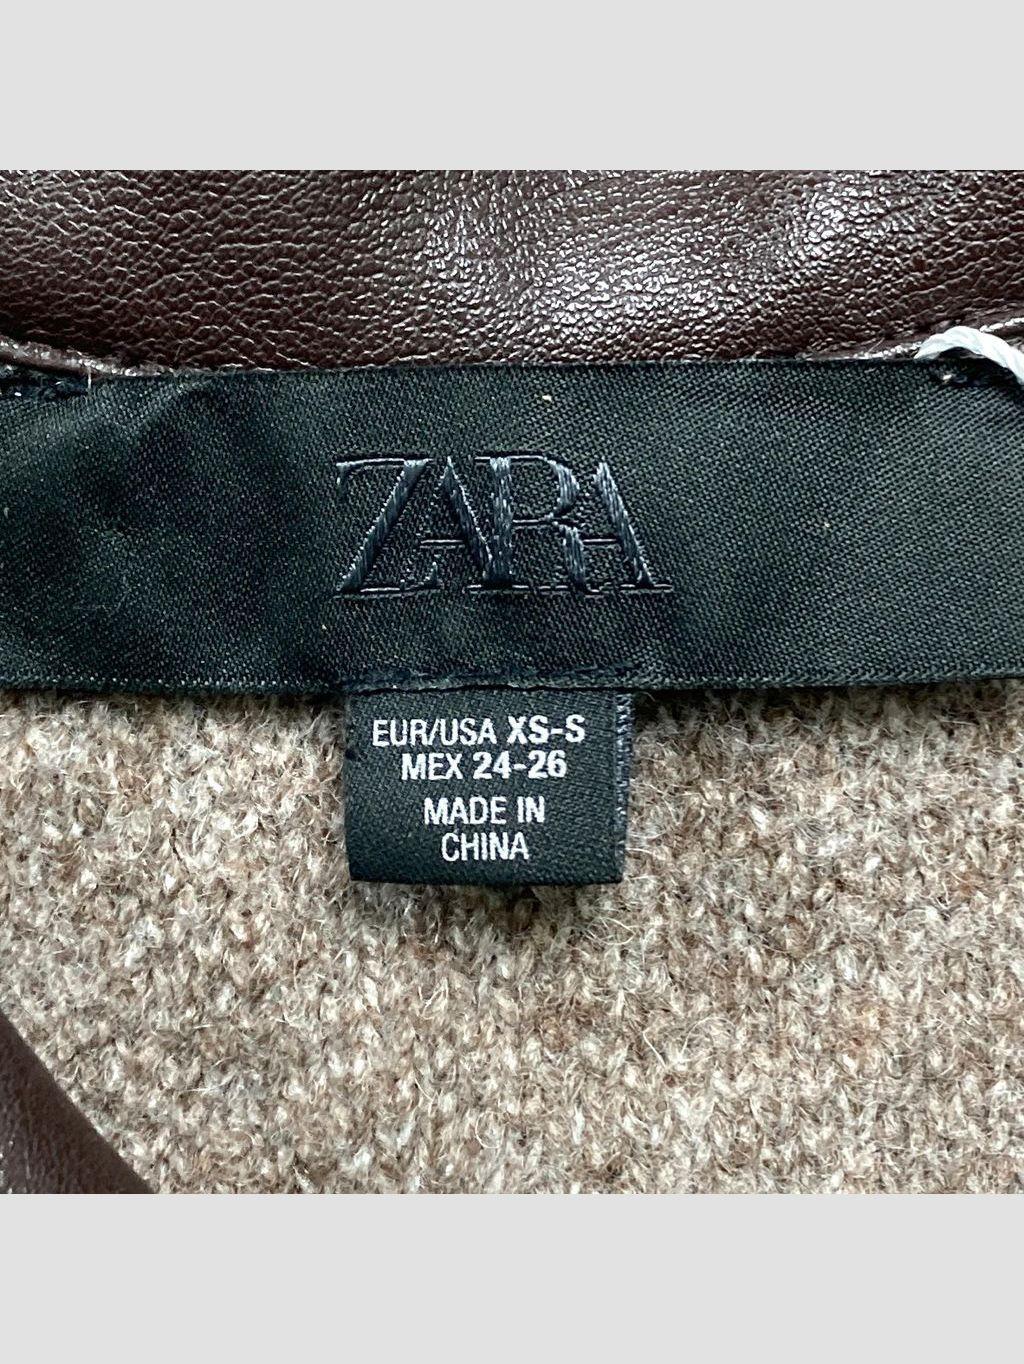 ZARA
EUR/USA XS-S
MEX 24-26
MADE IN
CHINA